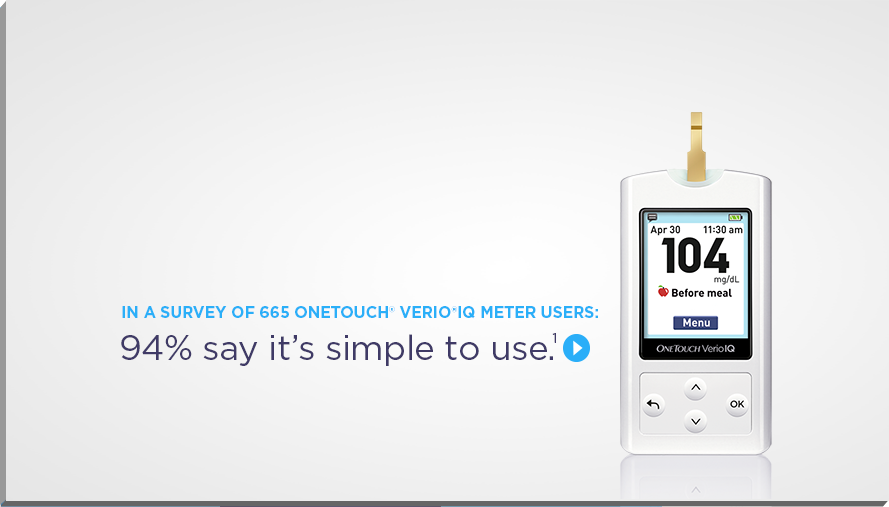 IN A SURVEY OF 665 ONETOUCH® VERIO®IQ METER USERS:
94% say it's simple to use.¹
Apr 30 11:30 am
104
mg/dL
Before meal
Menu
ONETOUCH VerioIQ
OK